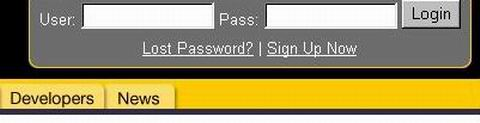 User: Pass: Login
Lost Password? | Sign Up Now
Developers News